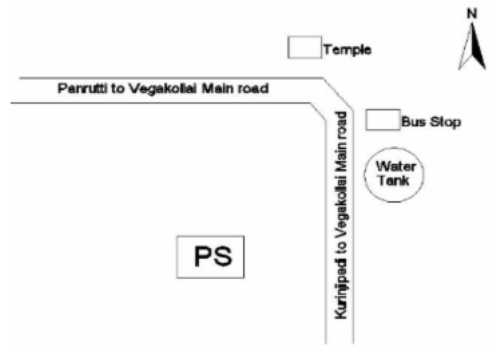 N
Temple
Panrutti to Vegakollai Main road
Bus Stop
Water
Tank
Kurinjipadi to Vegakollai Main road
PS